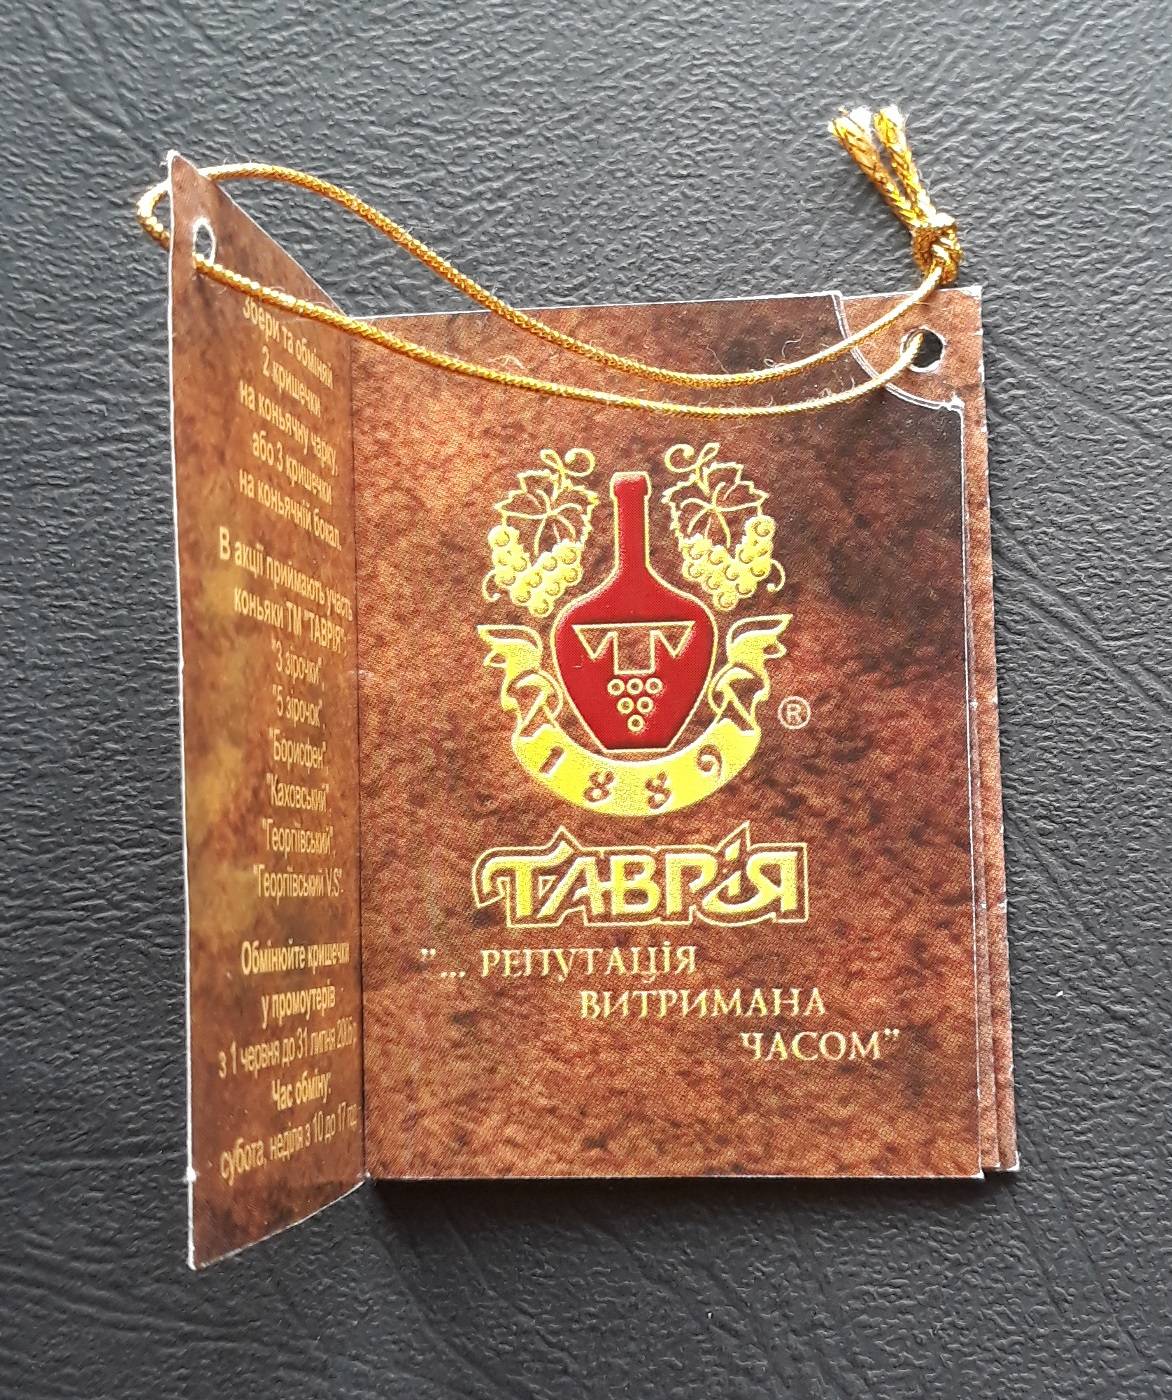 Збери та обміняй
2 кришечки
на коньячну чарку,
або 3 кришечки
на коньячній бокал.
В акції приймають участь
коньяки ТМ "ТАВРІЯ":
"3 зірочки",
"5 зірочок",
"Борисфен",
"Каховський",
"Георгіївський",
"Георгіївський V.S"
Обмінюйте кришечки
у промоутерів
з 1 червня до 31 липня
Час обміну:
субота, неділя з 10 до 17 год.
1889
®
ТАВРІЯ
"... РЕПУТАЦІЯ
ВИТРИМАНА
ЧАСОМ"